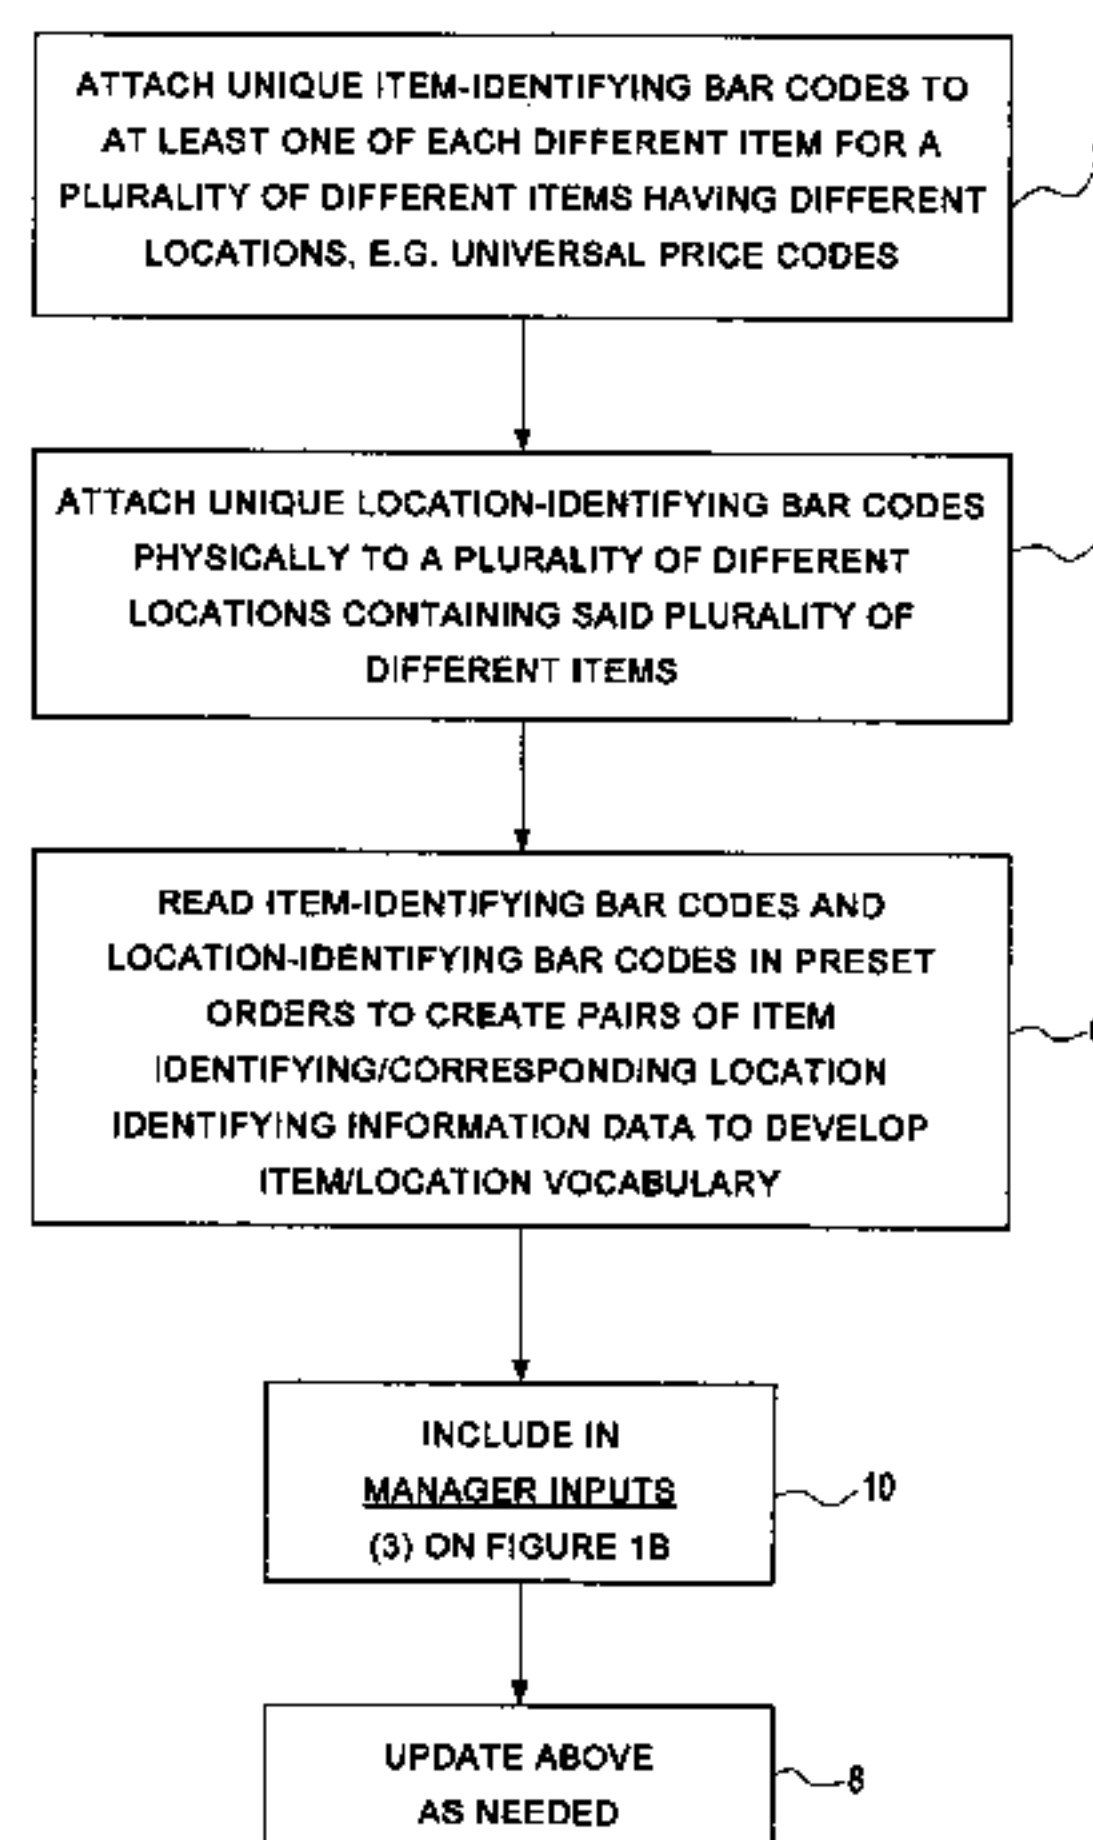 ATTACH UNIQUE ITEM-IDENTIFYING BAR CODES TO
AT LEAST ONE OF EACH DIFFERENT ITEM FOR A
PLURALITY OF DIFFERENT ITEMS HAVING DIFFERENT
LOCATIONS, E.G. UNIVERSAL PRICE CODES
ATTACH UNIQUE LOCATION-IDENTIFYING BAR CODES
PHYSICALLY TO A PLURALITY OF DIFFERENT
LOCATIONS CONTAINING SAID PLURALITY OF
DIFFERENT ITEMS
READ ITEM-IDENTIFYING BAR CODES AND
LOCATION-IDENTIFYING BAR CODES IN PRESET
ORDERS TO CREATE PAIRS OF ITEM
IDENTIFYING/CORRESPONDING LOCATION
IDENTIFYING INFORMATION DATA TO DEVELOP
ITEM/LOCATION VOCABULARY
INCLUDE IN
MANAGER INPUTS
(3) ON FIGURE 1B
10
UPDATE ABOVE
AS NEEDED
8